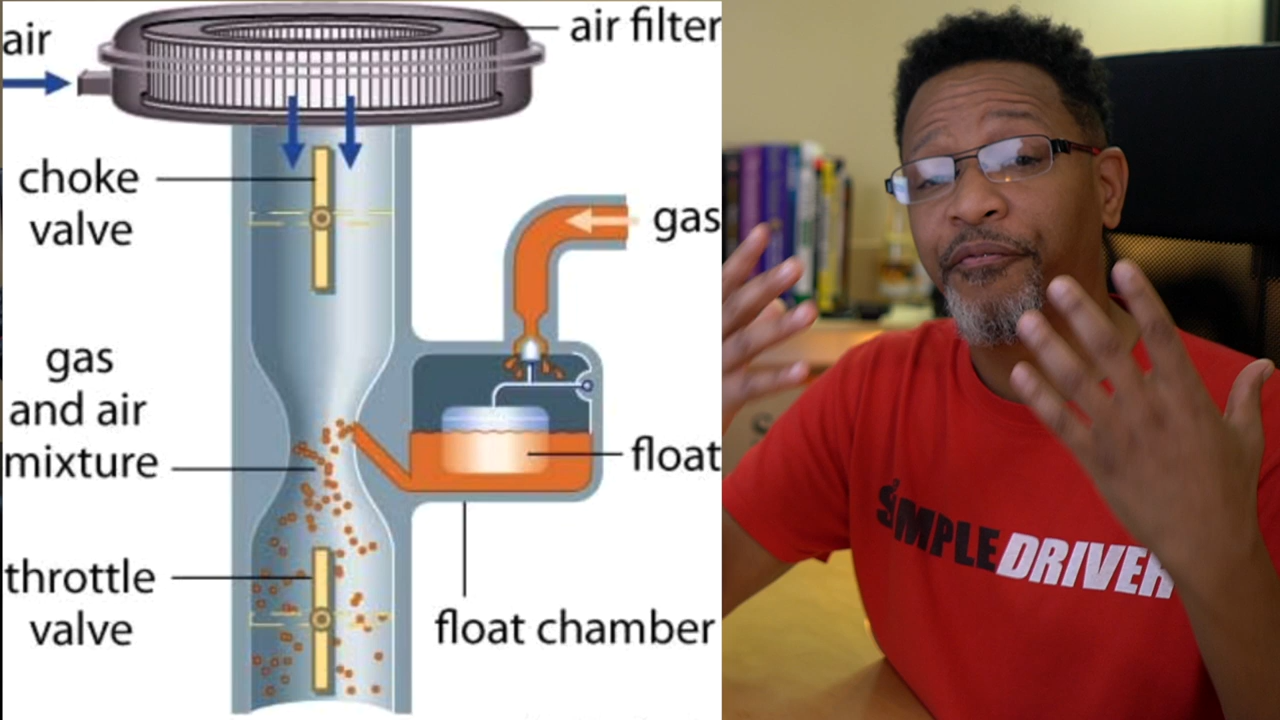 air
air filter
choke
valve
gas
gas
and air
mixture
float
throttle
valve
float chamber
SIMPLE DRIVER